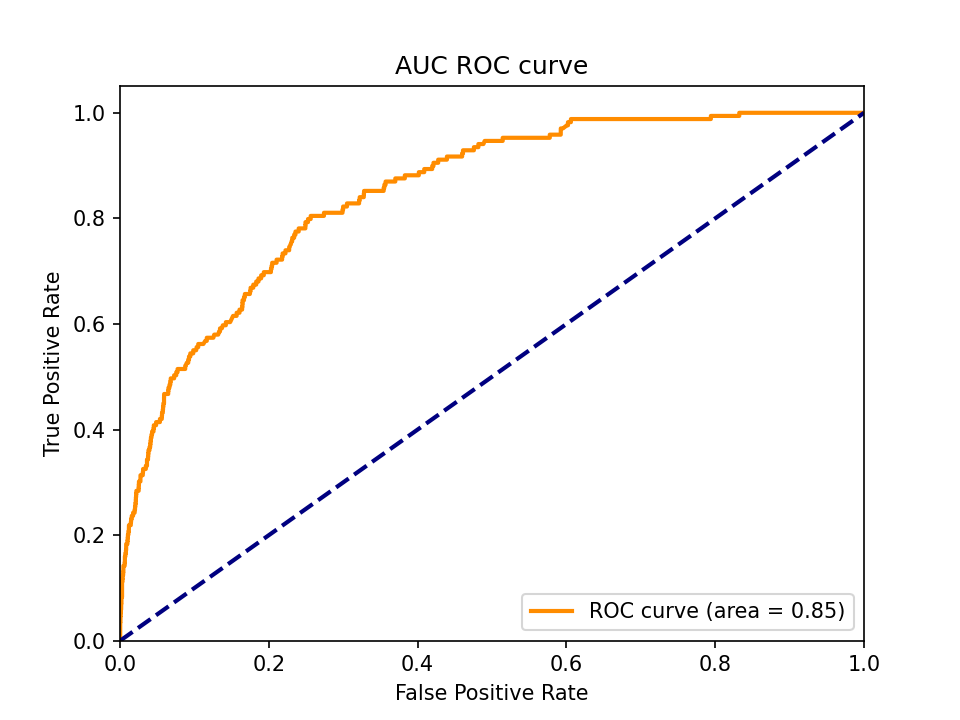 AUC ROC curve
True Positive Rate
1.0
0.8
0.6
0.4
0.2
0.0
ROC curve (area = 0.85)
0.0 0.2 0.4 0.6 0.8 1.0
False Positive Rate